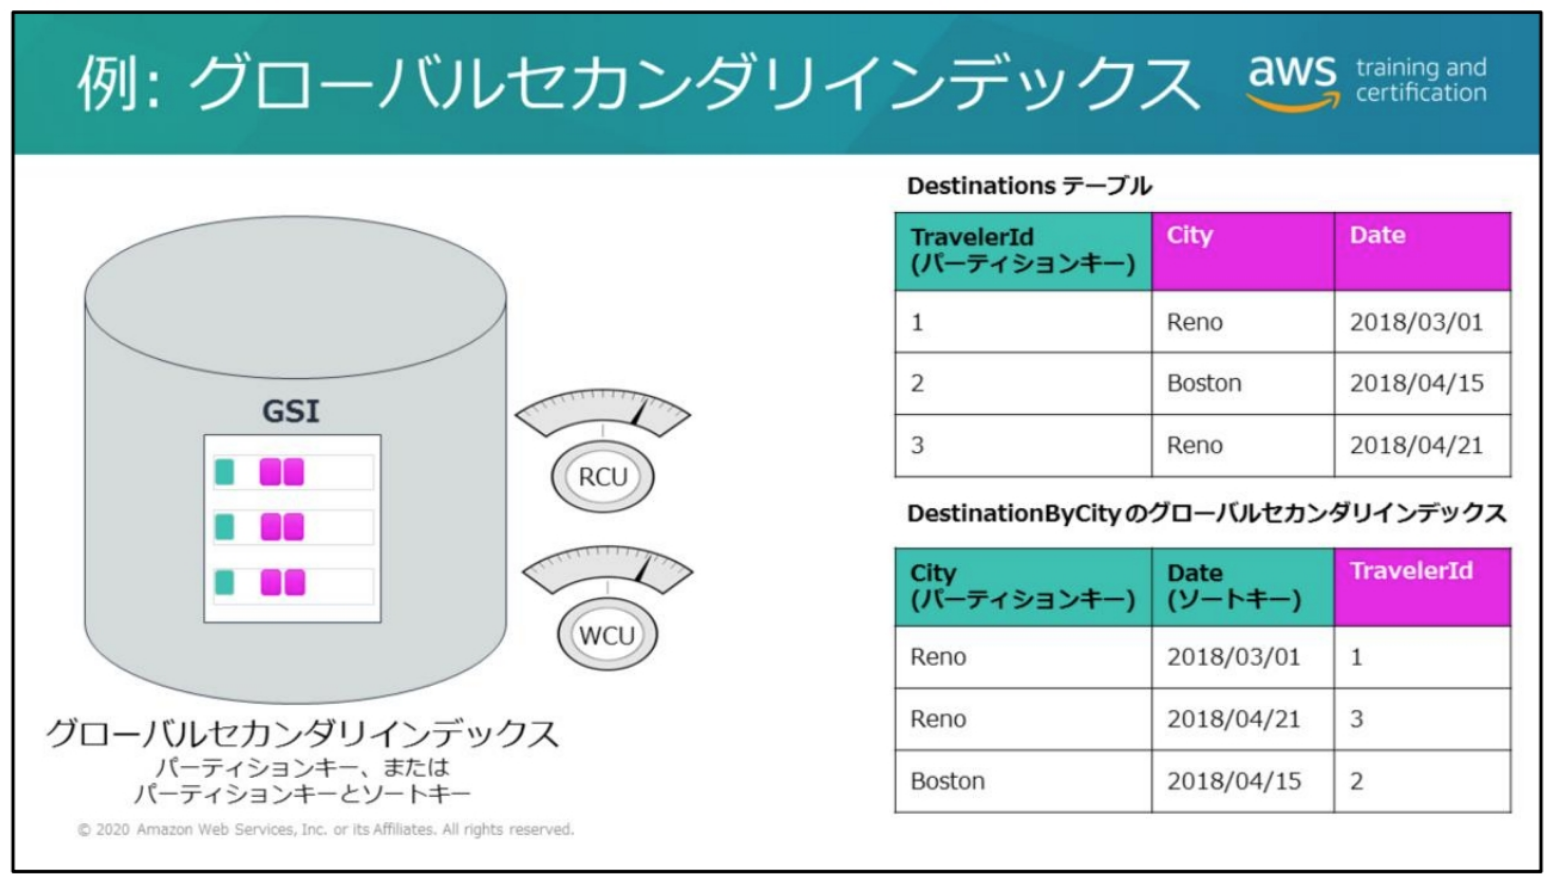 例: グローバルセカンダリインデックス
aws training and
certification
GSI
RCU
WCU
グローバルセカンダリインデックス
パーティションキー、または
パーティションキーとソートキー
© 2020 Amazon Web Services, Inc. or its Affiliates. All rights reserved.
Destinations テーブル
TravelerId City Date
(パーティションキー)
1 Reno 2018/03/01
2 Boston 2018/04/15
3 Reno 2018/04/21
DestinationByCity のグローバルセカンダリインデックス
City Date TravelerId
(パーティションキー) (ソートキー)
Reno 2018/03/01 1
Reno 2018/04/21 3
Boston 2018/04/15 2